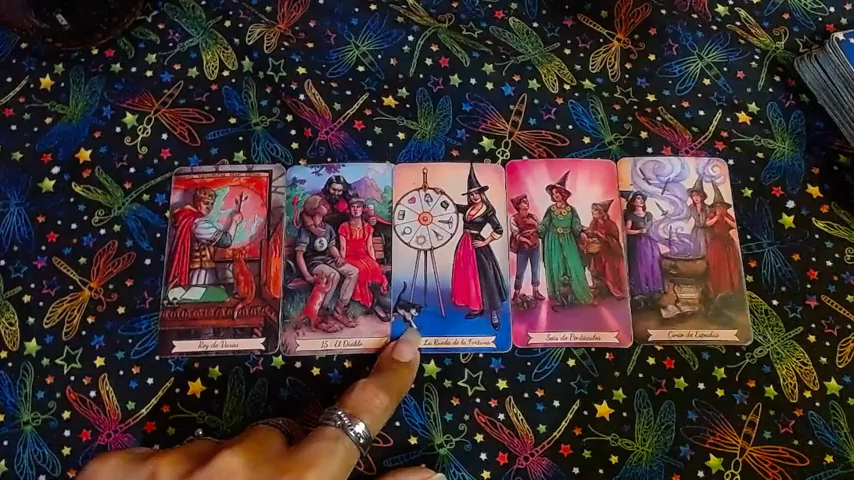 Rey de Varas
15 - El Diablo
La Rueda de la Fortuna
Seis de Pentáculos
Cinco de Espadas